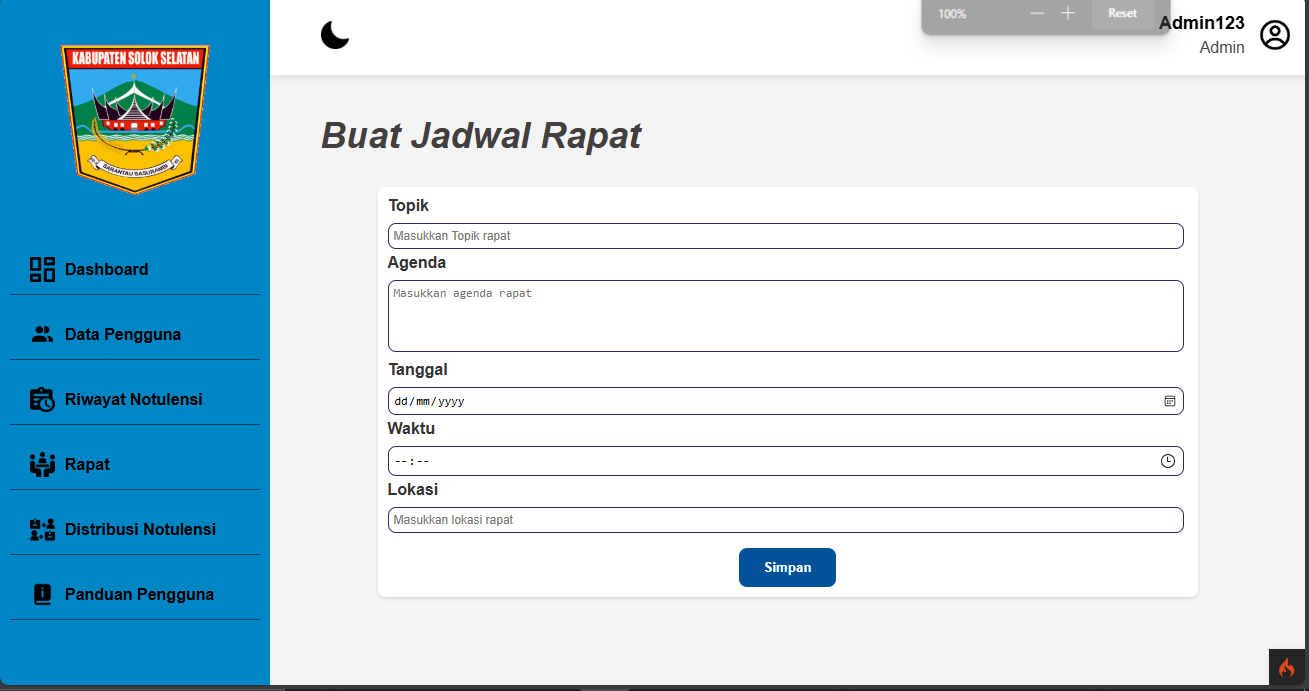 KABUPATEN SOLOK SELATAN
SARANTAU SASURAMBI
Dashboard
Data Pengguna
Riwayat Notulensi
Rapat
Distribusi Notulensi
Panduan Pengguna
100%
Reset
Admin123
Admin
Buat Jadwal Rapat
Topik
Masukkan Topik rapat
Agenda
Masukkan agenda rapat
Tanggal
dd/mm/yyyy
Waktu
--:--
Lokasi
Masukkan lokasi rapat
Simpan